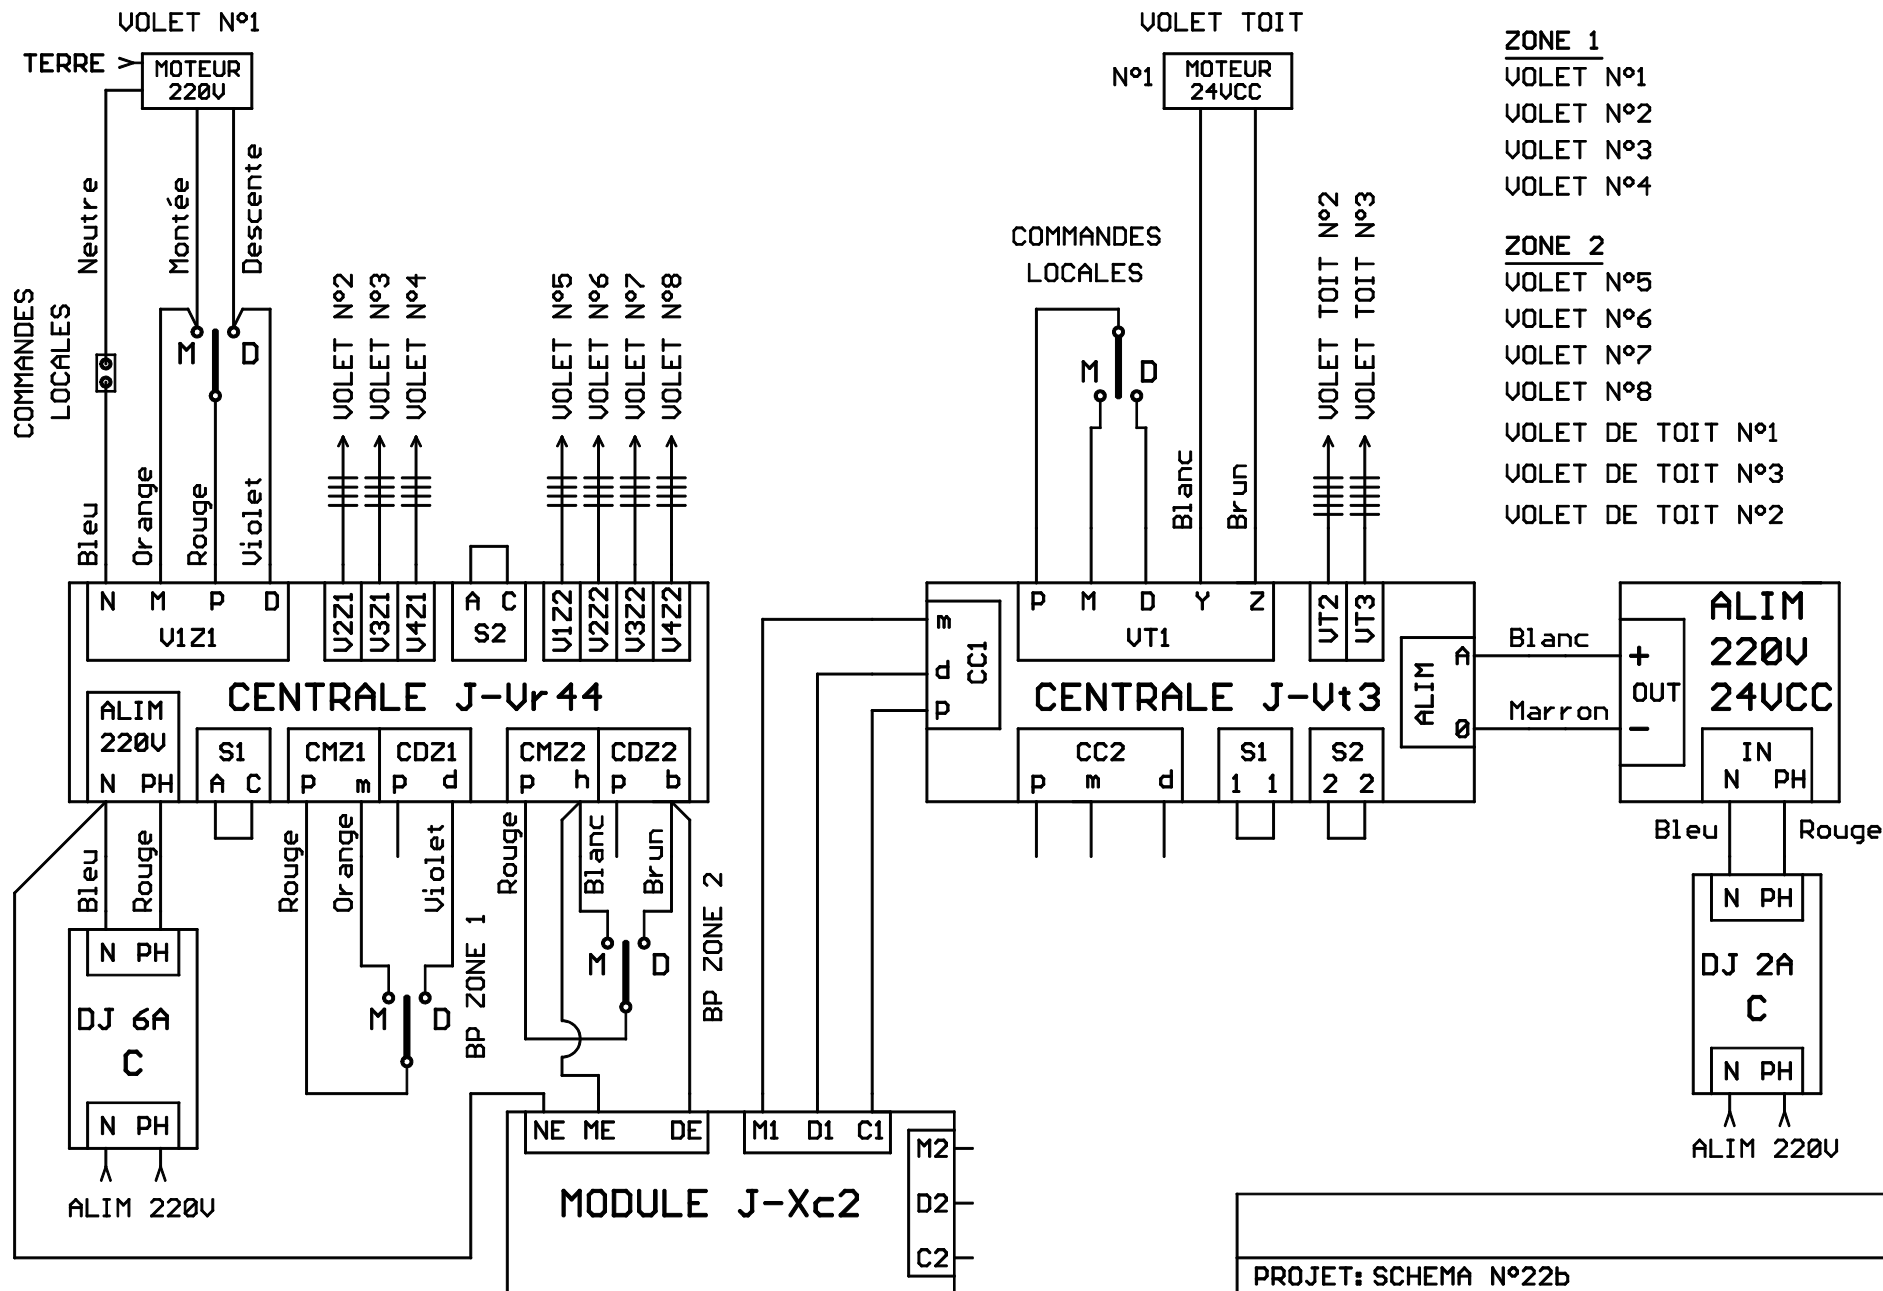 VOLET N°1
TERRE
MOTEUR
220V
Neutre
Montée
Descente
COMMANDES
LOCALES
M D
Bleu
Orange
Rouge
Violet
VOLET N°2
VOLET N°3
VOLET N°4
VOLET N°5
VOLET N°6
VOLET N°7
VOLET N°8
N M P D
V1Z1
V2Z1
V3Z1
V4Z1
A C
S2
V1Z2
V2Z2
V3Z2
V4Z2
CENTRALE J-Vr44
ALIM
220V
N PH
S1
A C
CMZ1
p m
CDZ1
p d
CMZ2
p h
CDZ2
p b
Bleu
Rouge
Rouge
Orange
Violet
Rouge
Blanc
Brun
M D
BP ZONE 1
M D
BP ZONE 2
N PH
DJ 6A
C
N PH
ALIM 220V
NE ME DE
M1 D1 C1
M2
D2
C2
MODULE J-Xc2
VOLET TOIT
N°1
MOTEUR
24VCC
COMMANDES
LOCALES
M D
Blanc
Brun
VOLET TOIT N°2
VOLET TOIT N°3
P M D Y Z
VT1
VT2
VT3
m
d
p
CC1
CENTRALE J-Vt3
ALIM
A
0
CC2
p m d
S1
1 1
S2
2 2
Blanc
Marron
+
OUT
-
ALIM
220V
24VCC
IN
N PH
Bleu
Rouge
N PH
DJ 2A
C
N PH
ALIM 220V
ZONE 1
VOLET N°1
VOLET N°2
VOLET N°3
VOLET N°4
ZONE 2
VOLET N°5
VOLET N°6
VOLET N°7
VOLET N°8
VOLET DE TOIT N°1
VOLET DE TOIT N°3
VOLET DE TOIT N°2
PROJET: SCHEMA N°22b